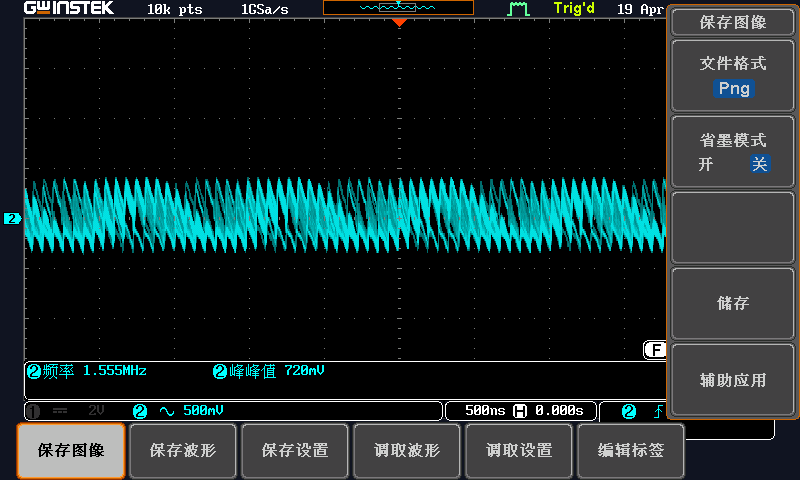 GWINSTEK 10k pts 1GSa/s Trig'd 19 Apr
保存图像
文件格式
Png
省墨模式
开 关
2
储存
F
辅助应用
2 频率 1.555MHz 2 峰峰值 720mV
1 2V 2 500mV 500ns H 0.000s 2
保存图像 保存波形 保存设置 调取波形 调取设置 编辑标签